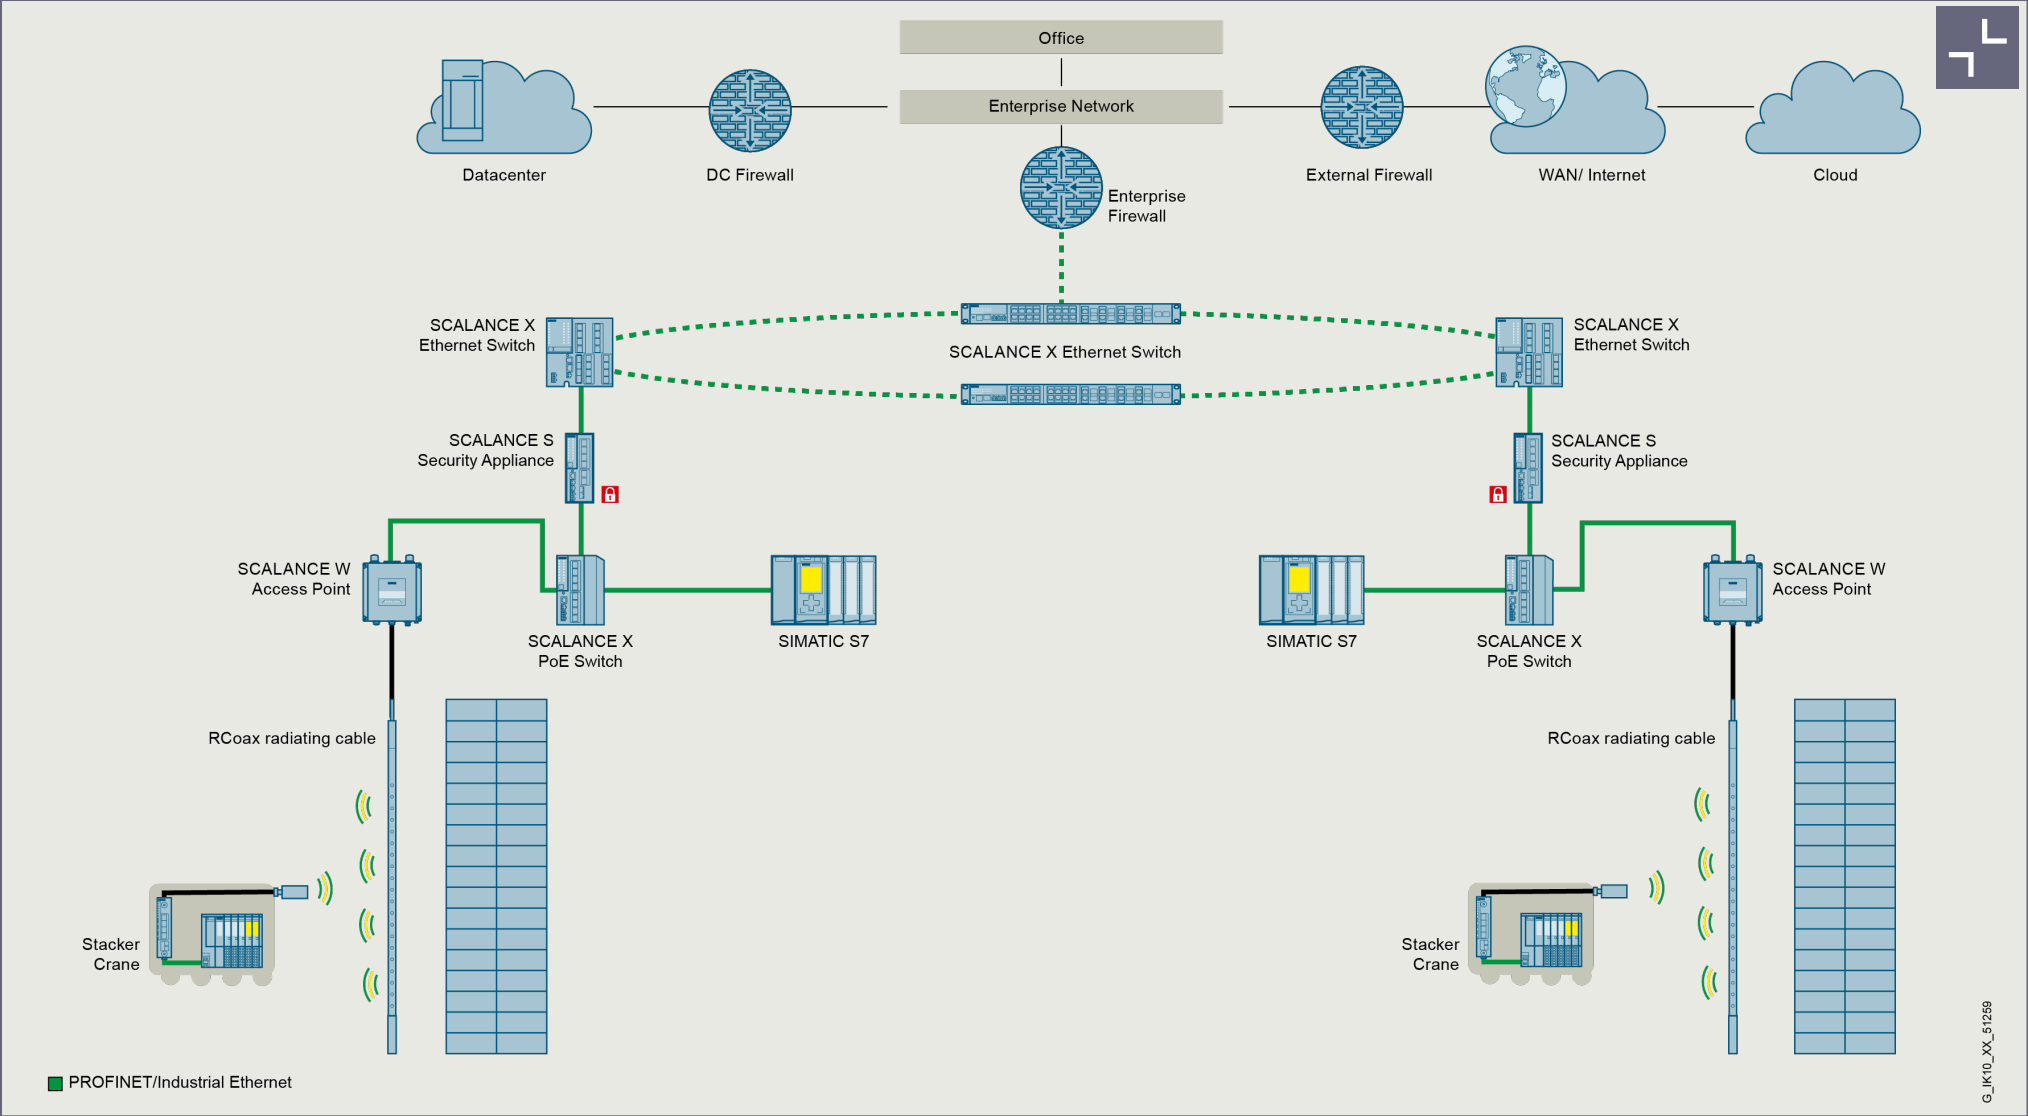 Office
Enterprise Network
Datacenter
DC Firewall
Enterprise
Firewall
External Firewall
WAN/ Internet
Cloud
SCALANCE X
Ethernet Switch
SCALANCE X Ethernet Switch
SCALANCE X
Ethernet Switch
SCALANCE S
Security Appliance
SCALANCE S
Security Appliance
SCALANCE W
Access Point
SCALANCE X
PoE Switch
SIMATIC S7
SIMATIC S7
SCALANCE X
PoE Switch
SCALANCE W
Access Point
RCoax radiating cable
RCoax radiating cable
Stacker
Crane
Stacker
Crane
PROFINET/Industrial Ethernet
G_IK10_XX_51259